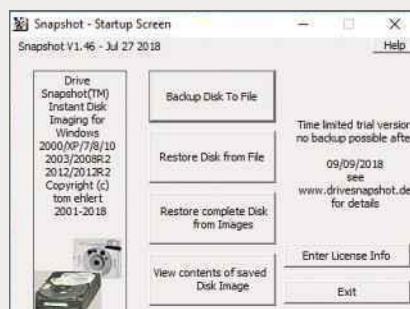 Snapshot - Startup Screen
Snapshot V1.46 - Jul 27 2018
Help
Drive
Snapshot(TM)
Instant Disk
Imaging for
Windows
2000/XP/7/8/10
2003/2008R2
2012/2012R2
Copyright (c)
tom ehlert
2001-2018
Backup Disk To File
Restore Disk from File
Restore complete Disk
from Images
View contents of saved
Disk Image
Time limited trial version
no backup possible after
09/09/2018
see
www.drivesnapshot.de
for details
Enter License Info
Exit